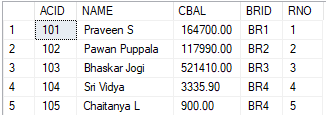 ACID NAME CBAL BRID RNO
1 101 Praveen S 164700.00 BR1 1
2 102 Pawan Puppala 117990.00 BR2 2
3 103 Bhaskar Jogi 521410.00 BR3 3
4 104 Sri Vidya 3335.90 BR4 4
5 105 Chaitanya L 900.00 BR4 5